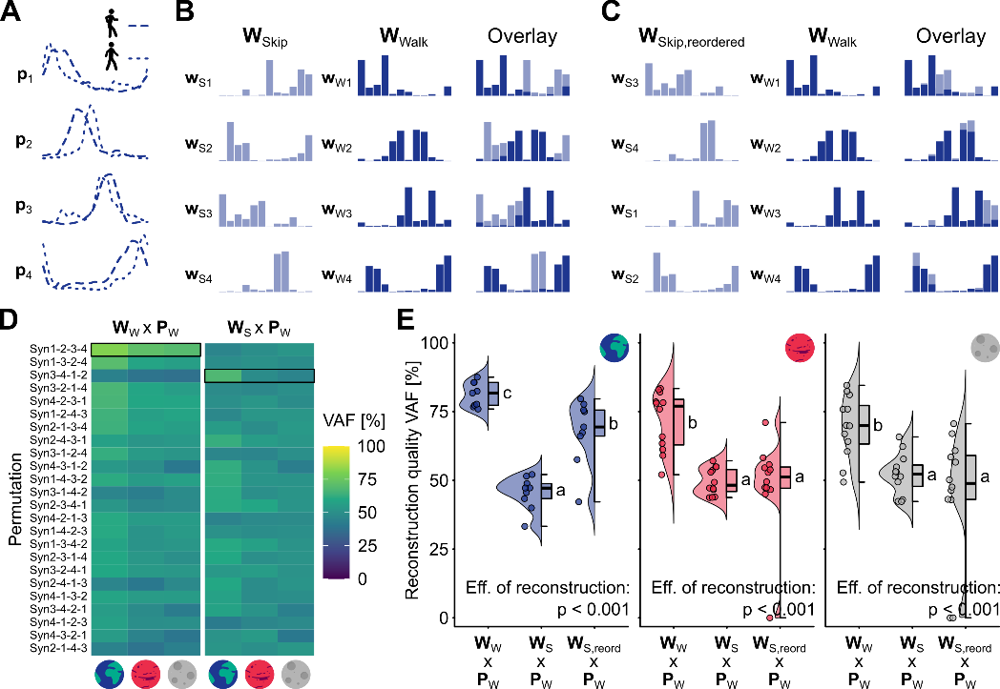 A
p1
p2
p3
p4
B
WSkip
WWalk
Overlay
wS1
wW1
wS2
wW2
wS3
wW3
wS4
wW4
C
WSkip,reordered
WWalk
Overlay
wS3
wW1
wS4
wW2
wS1
wW3
wS2
wW4
D
WW x PW
WS x PW
Permutation
Syn1-2-3-4
Syn1-3-2-4
Syn3-4-1-2
Syn3-2-1-4
Syn4-2-3-1
Syn1-2-4-3
Syn2-1-3-4
Syn2-4-3-1
Syn3-1-2-4
Syn4-3-1-2
Syn1-4-3-2
Syn3-1-4-2
Syn2-3-4-1
Syn4-2-1-3
Syn1-4-2-3
Syn1-3-4-2
Syn2-3-1-4
Syn3-2-4-1
Syn2-4-1-3
Syn4-1-3-2
Syn3-4-2-1
Syn4-1-2-3
Syn4-3-2-1
Syn2-1-4-3
VAF [%]
100
75
50
25
0
E
Reconstruction quality VAF [%]
100
75
50
25
0
c
a
b
Eff. of reconstruction:
p < 0.001
WW x PW
WS x PW
WS,reord x PW
b
a
a
Eff. of reconstruction:
p < 0.001
WW x PW
WS x PW
WS,reord x PW
b
a
a
Eff. of reconstruction:
p < 0.001
WW x PW
WS x PW
WS,reord x PW